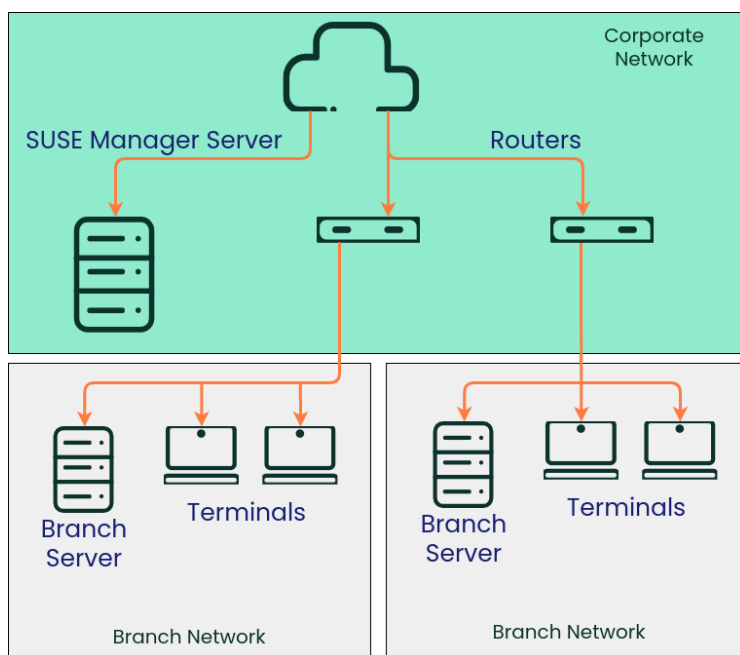 Corporate
Network
SUSE Manager Server
Routers
Branch
Server
Terminals
Branch Network
Branch
Server
Terminals
Branch Network